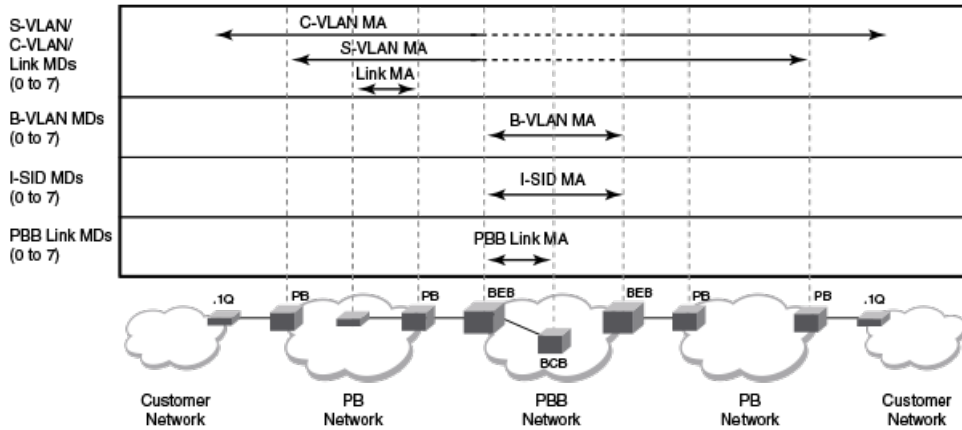 S-VLAN/
C-VLAN/
Link MDs
(0 to 7)
C-VLAN MA
S-VLAN MA
Link MA
B-VLAN MDs
(0 to 7)
B-VLAN MA
I-SID MDs
(0 to 7)
I-SID MA
PBB Link MDs
(0 to 7)
PBB Link MA
.1Q
PB
PB
BEB
BEB
PB
PB
.1Q
BCB
Customer
Network
PB
Network
PBB
Network
PB
Network
Customer
Network